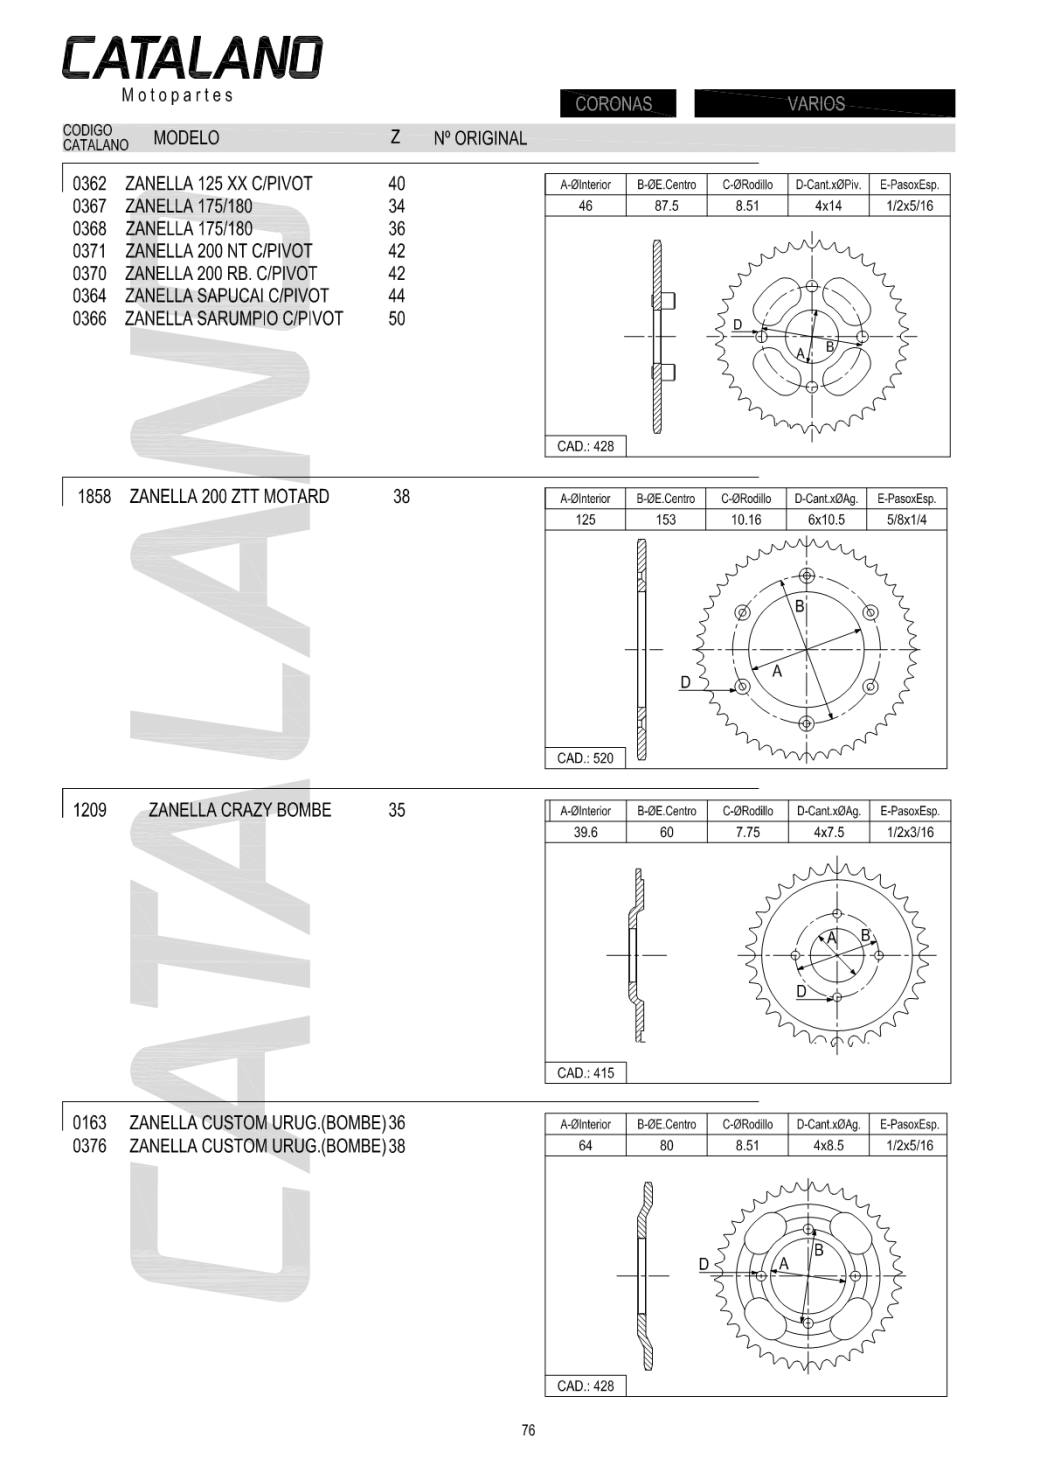 CATALANO
Motopartes
CORONAS VARIOS
CODIGO CATALANO MODELO Z Nº ORIGINAL
0362 ZANELLA 125 XX C/PIVOT 40
0367 ZANELLA 175/180 34
0368 ZANELLA 175/180 36
0371 ZANELLA 200 NT C/PIVOT 42
0370 ZANELLA 200 RB. C/PIVOT 42
0364 ZANELLA SAPUCAI C/PIVOT 44
0366 ZANELLA SARUMPIO C/PIVOT 50
A-ØInterior B-ØE.Centro C-ØRodillo D-Cant.xØPiv. E-PasoxEsp.
46 87.5 8.51 4x14 1/2x5/16
D
A B
CAD.: 428
1858 ZANELLA 200 ZTT MOTARD 38
A-ØInterior B-ØE.Centro C-ØRodillo D-Cant.xØAg. E-PasoxEsp.
125 153 10.16 6x10.5 5/8x1/4
B
A
D
CAD.: 520
1209 ZANELLA CRAZY BOMBE 35
A-ØInterior B-ØE.Centro C-ØRodillo D-Cant.xØAg. E-PasoxEsp.
39.6 60 7.75 4x7.5 1/2x3/16
A B
D
CAD.: 415
0163 ZANELLA CUSTOM URUG.(BOMBE) 36
0376 ZANELLA CUSTOM URUG.(BOMBE) 38
A-ØInterior B-ØE.Centro C-ØRodillo D-Cant.xØAg. E-PasoxEsp.
64 80 8.51 4x8.5 1/2x5/16
B
D A
CAD.: 428
CATALANO
76